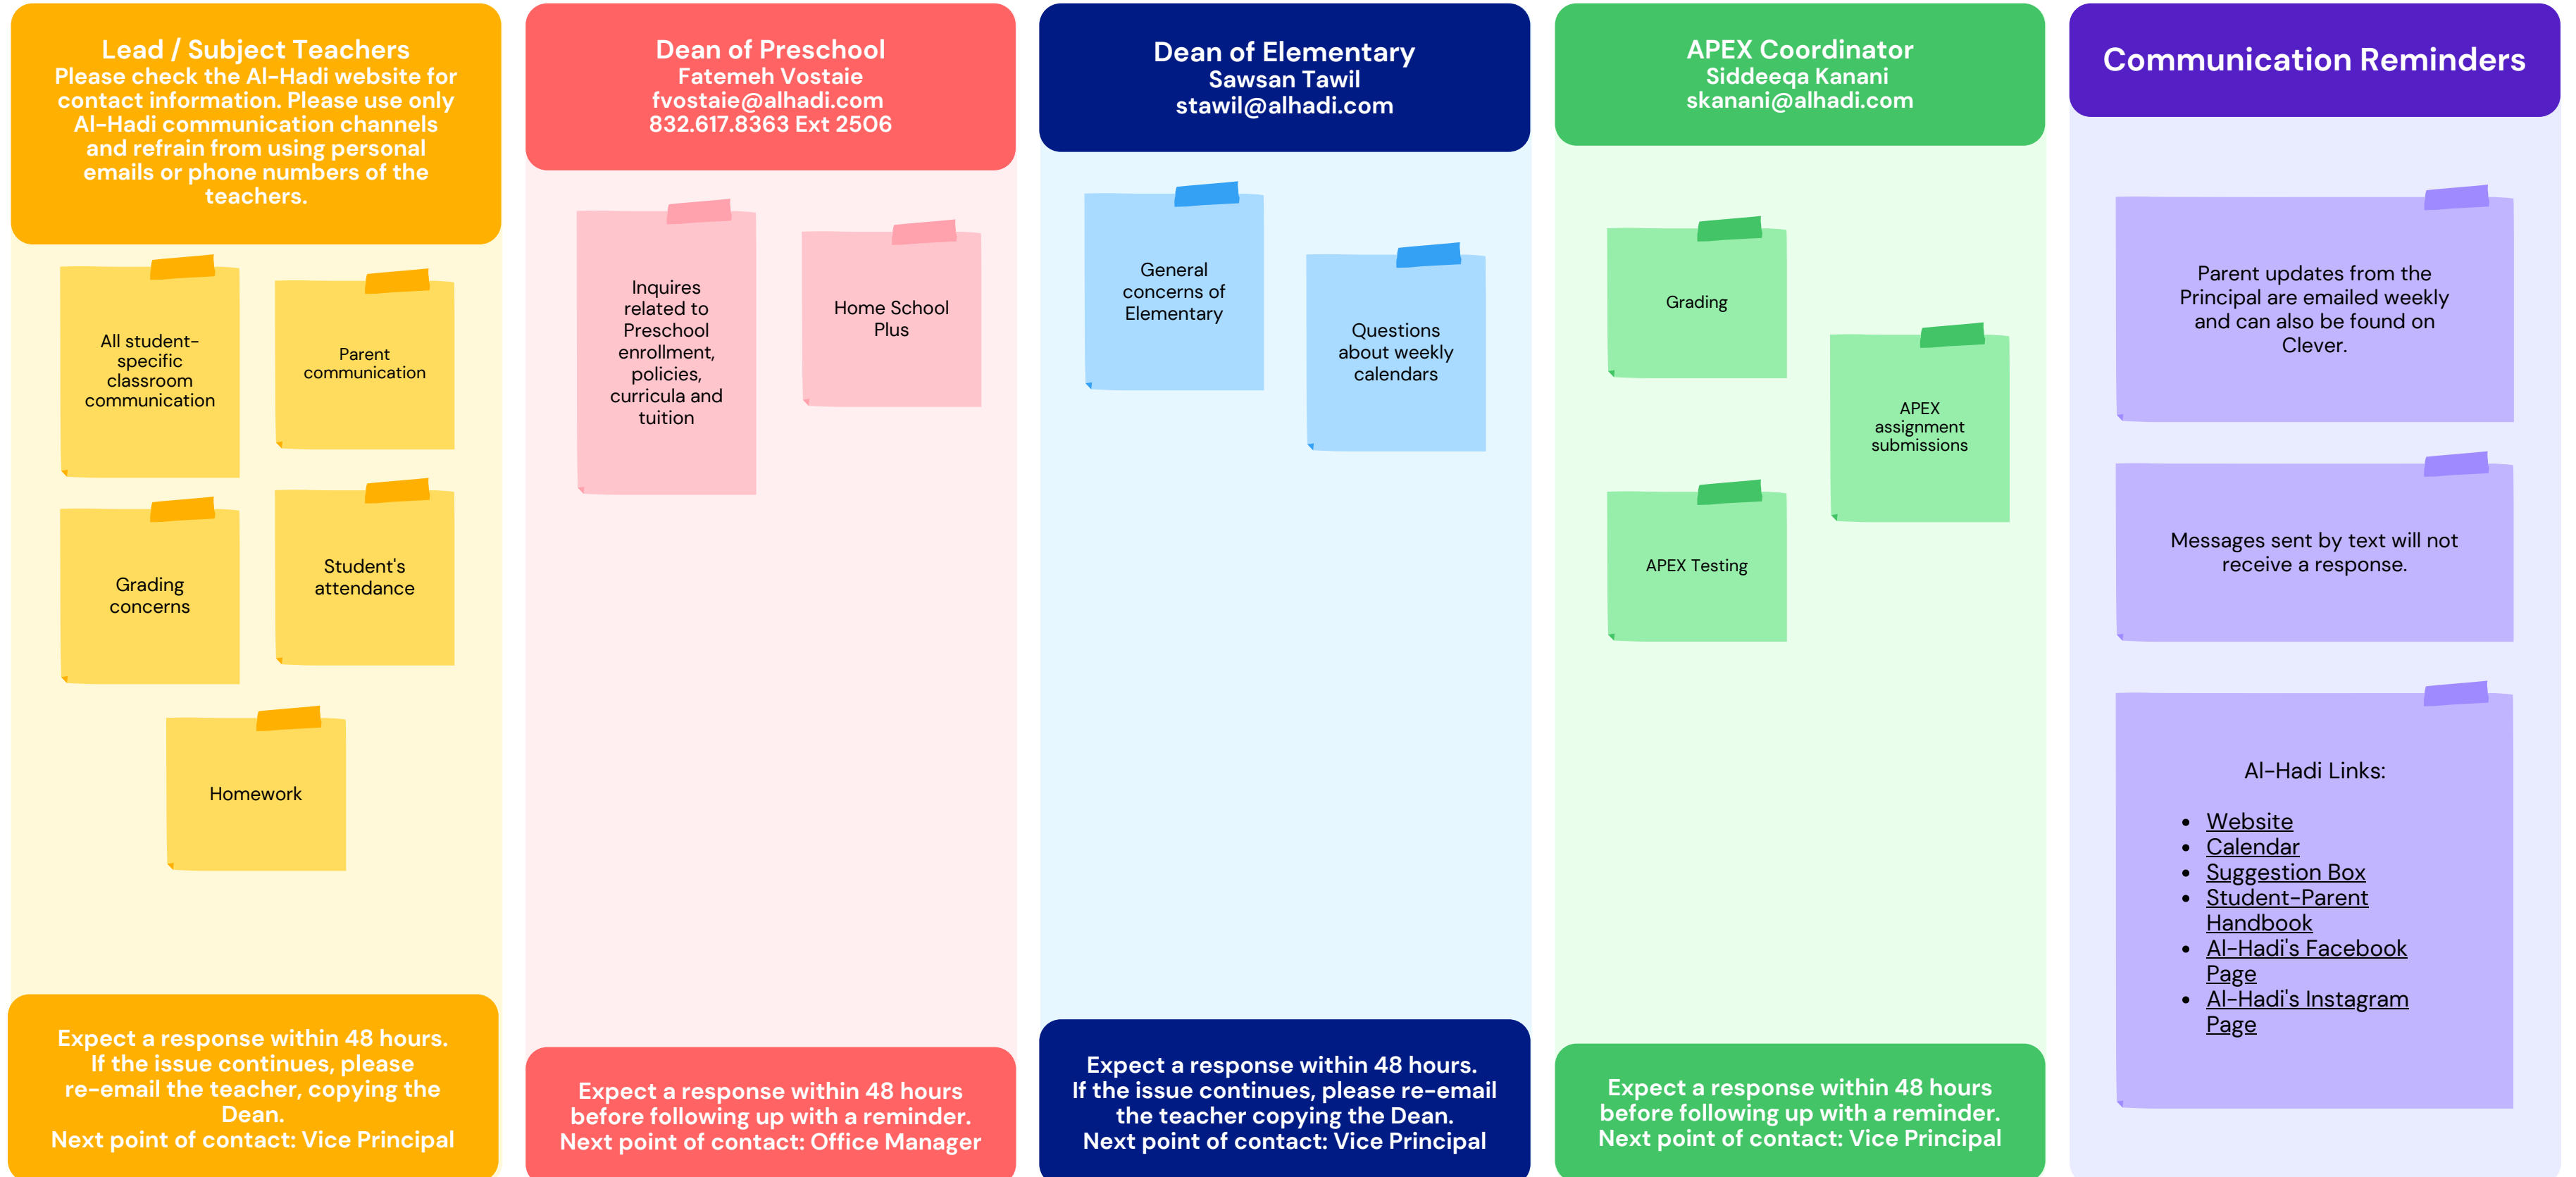 Lead / Subject Teachers
Please check the Al-Hadi website for
contact information. Please use only
Al-Hadi communication channels
and refrain from using personal
emails or phone numbers of the
teachers.
All student-
specific
classroom
communication
Parent
communication
Grading
concerns
Student's
attendance
Homework
Expect a response within 48 hours.
If the issue continues, please
re-email the teacher, copying the
Dean.
Next point of contact: Vice Principal
Dean of Preschool
Fatemeh Vostaie
fvostaie@alhadi.com
832.617.8363 Ext 2506
Inquires
related to
Preschool
enrollment,
policies,
curricula and
tuition
Home School
Plus
Expect a response within 48 hours
before following up with a reminder.
Next point of contact: Office Manager
Dean of Elementary
Sawsan Tawil
stawil@alhadi.com
General
concerns of
Elementary
Questions
about weekly
calendars
Expect a response within 48 hours.
If the issue continues, please re-email
the teacher copying the Dean.
Next point of contact: Vice Principal
APEX Coordinator
Siddeeqa Kanani
skanani@alhadi.com
Grading
APEX
assignment
submissions
APEX Testing
Expect a response within 48 hours
before following up with a reminder.
Next point of contact: Vice Principal
Communication Reminders
Parent updates from the
Principal are emailed weekly
and can also be found on
Clever.
Messages sent by text will not
receive a response.
Al-Hadi Links:
• Website
• Calendar
• Suggestion Box
• Student-Parent
Handbook
• Al-Hadi's Facebook
Page
• Al-Hadi's Instagram
Page